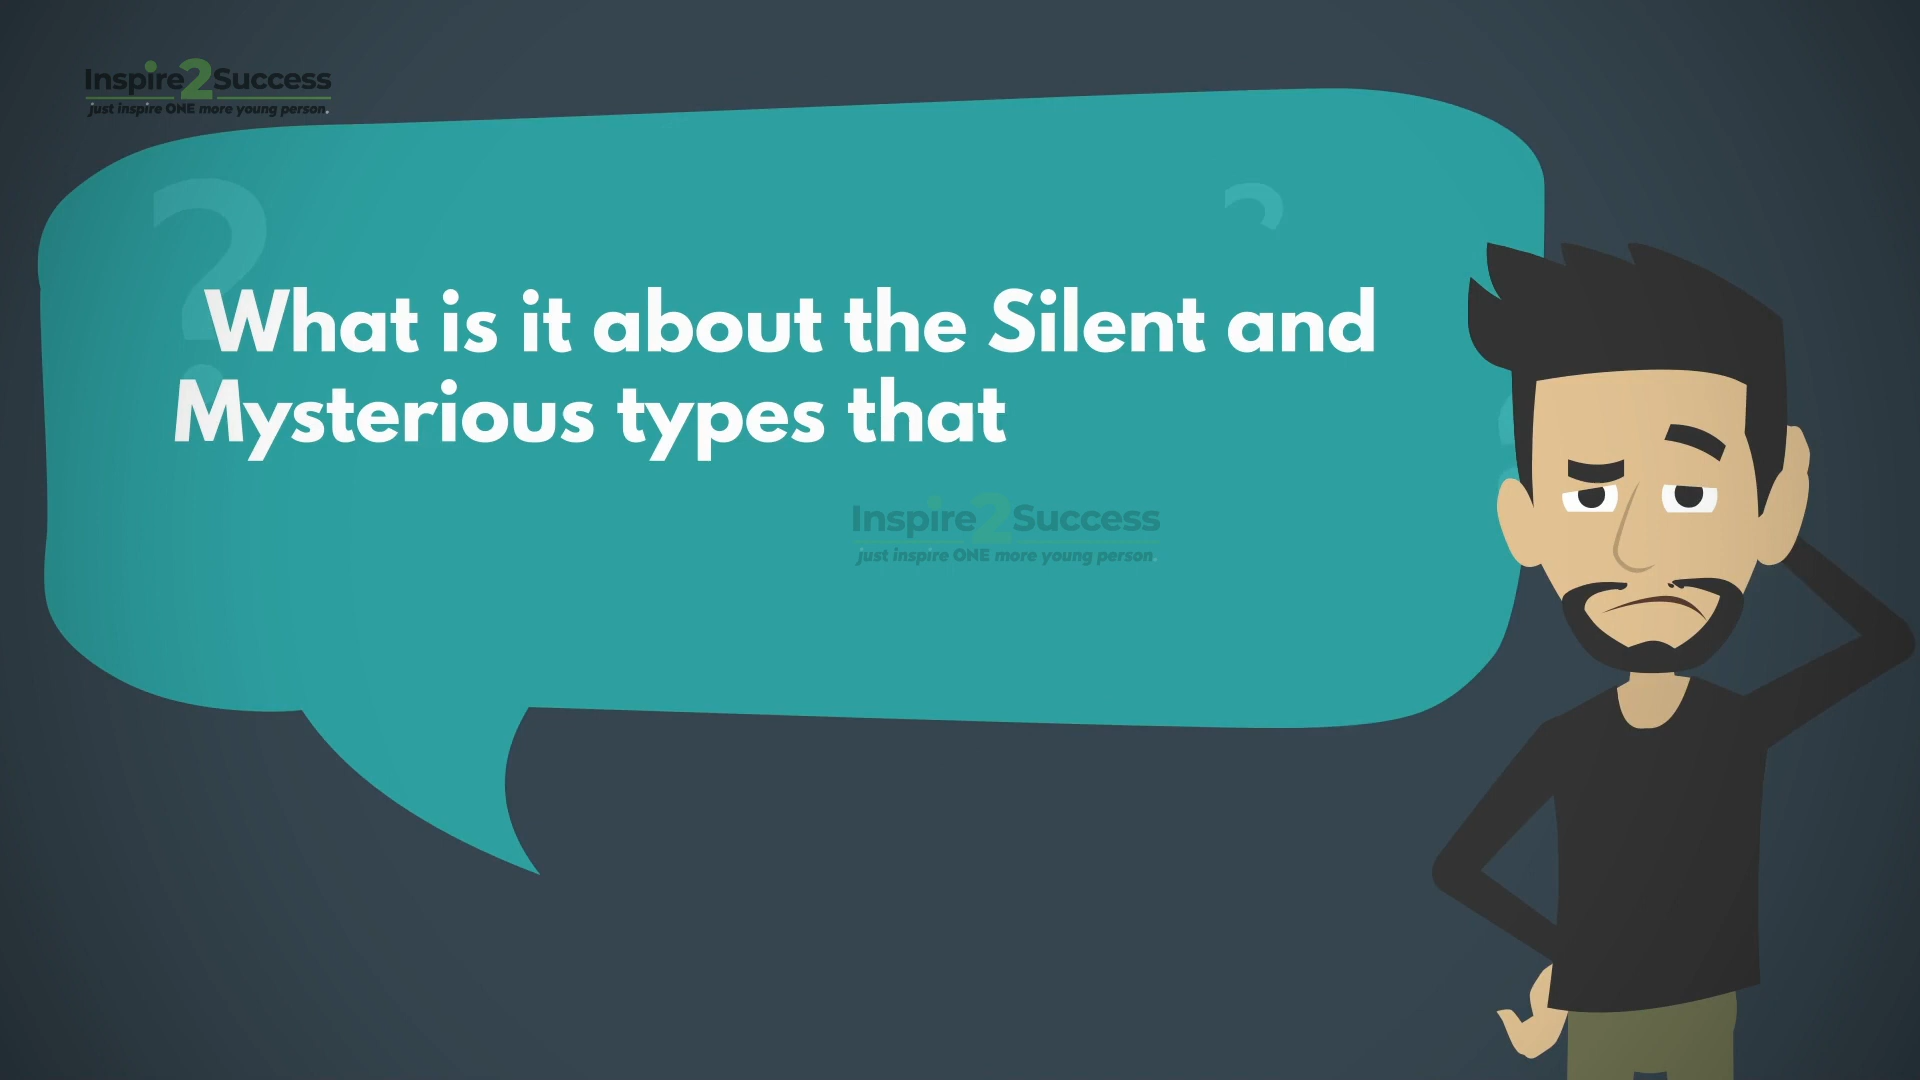 Inspire2Success
just inspire ONE more young person.
?
?
What is it about the Silent and
Mysterious types that
Inspire2Success
just inspire ONE more young person.